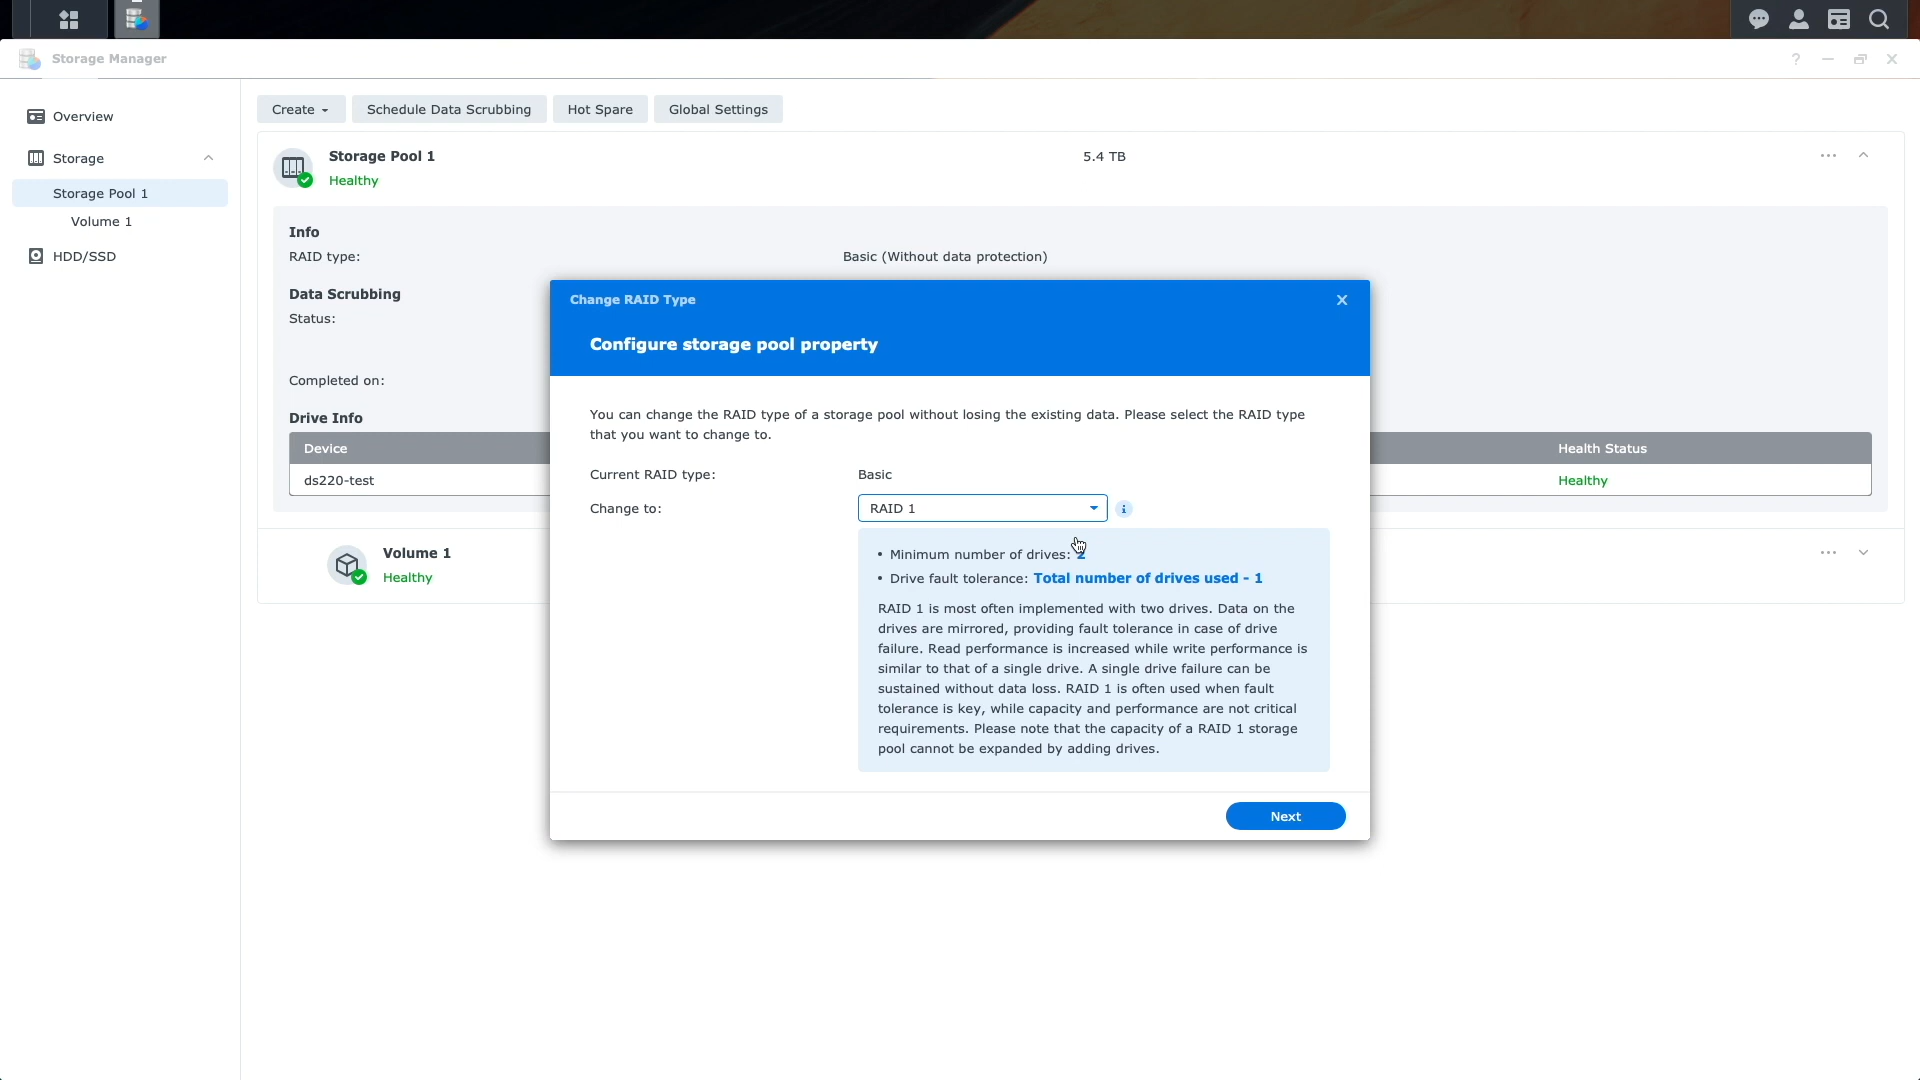 Storage Manager
?
Overview
Storage
Storage Pool 1
Volume 1
HDD/SSD
Create
Schedule Data Scrubbing
Hot Spare
Global Settings
Storage Pool 1
5.4 TB
Healthy
Info
RAID type:
Basic (Without data protection)
Data Scrubbing
Status:
Completed on:
Drive Info
Device
Health Status
ds220-test
Healthy
Volume 1
Healthy
Change RAID Type
Configure storage pool property
You can change the RAID type of a storage pool without losing the existing data. Please select the RAID type
that you want to change to.
Current RAID type:
Basic
Change to:
RAID 1
i
• Minimum number of drives: 2
• Drive fault tolerance: Total number of drives used - 1
RAID 1 is most often implemented with two drives. Data on the
drives are mirrored, providing fault tolerance in case of drive
failure. Read performance is increased while write performance is
similar to that of a single drive. A single drive failure can be
sustained without data loss. RAID 1 is often used when fault
tolerance is key, while capacity and performance are not critical
requirements. Please note that the capacity of a RAID 1 storage
pool cannot be expanded by adding drives.
Next